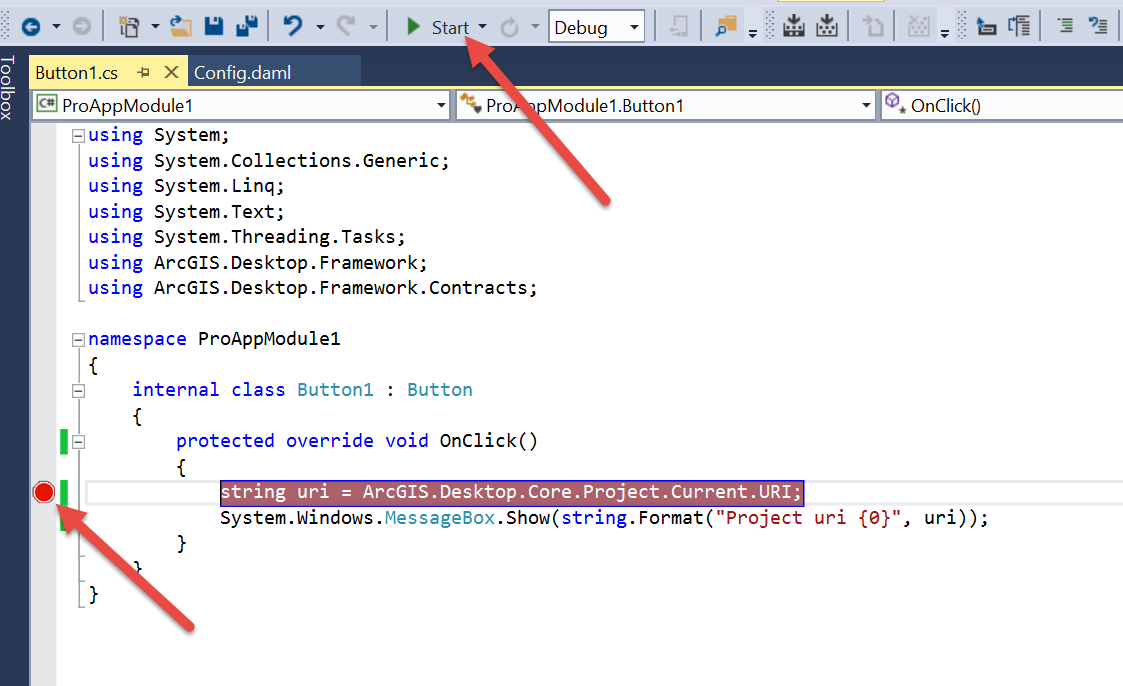 Start Debug
Toolbox
Button1.cs Config.daml
C# ProAppModule1 ProAppModule1.Button1 OnClick()
using System;
using System.Collections.Generic;
using System.Linq;
using System.Text;
using System.Threading.Tasks;
using ArcGIS.Desktop.Framework;
using ArcGIS.Desktop.Framework.Contracts;
namespace ProAppModule1
{
internal class Button1 : Button
{
protected override void OnClick()
{
string uri = ArcGIS.Desktop.Core.Project.Current.URI;
System.Windows.MessageBox.Show(string.Format("Project uri {0}", uri));
}
}
}